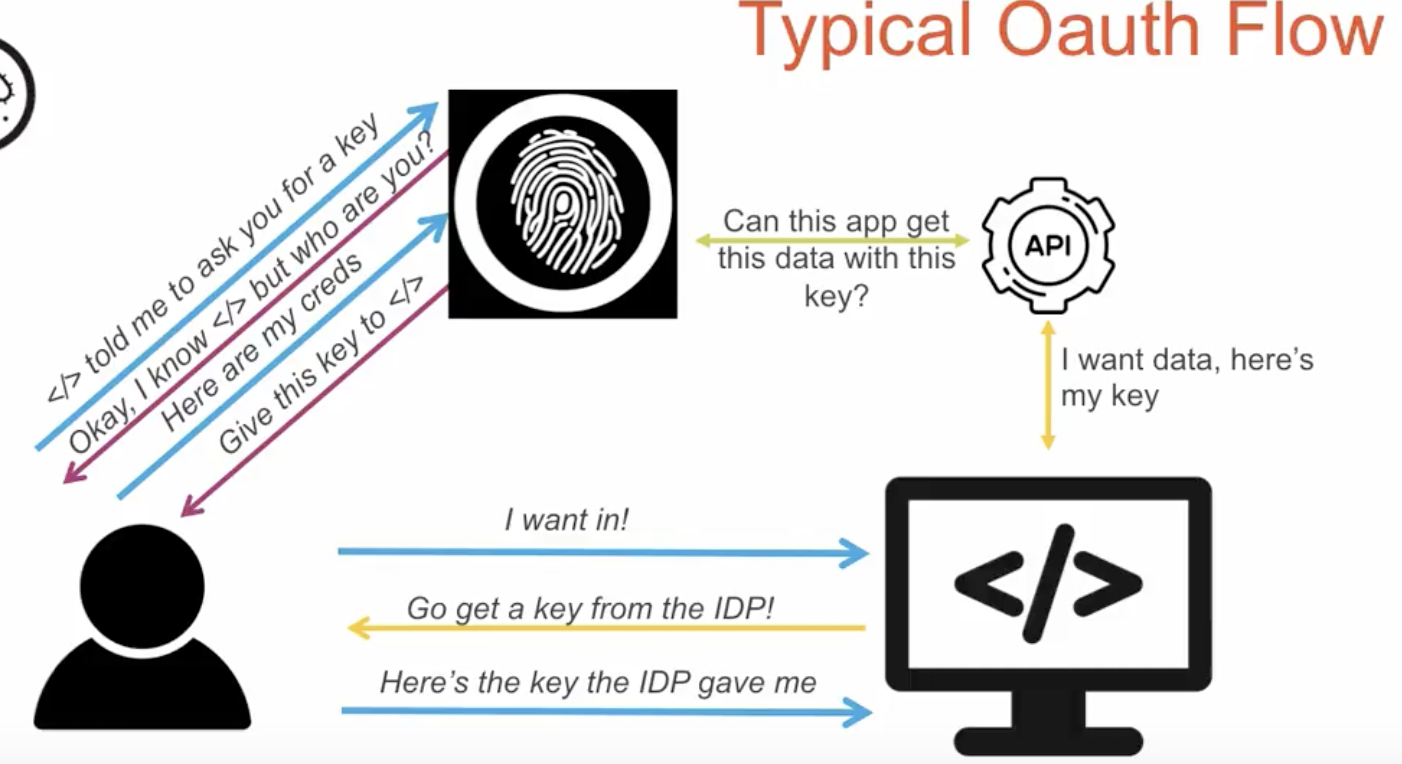 Typical Oauth Flow
</> told me to ask you for a key
Okay, I know </> but who are you?
Here are my creds
Give this key to </>
Can this app get
this data with this
key?
API
I want data, here's
my key
I want in!
Go get a key from the IDP!
Here's the key the IDP gave me
</>